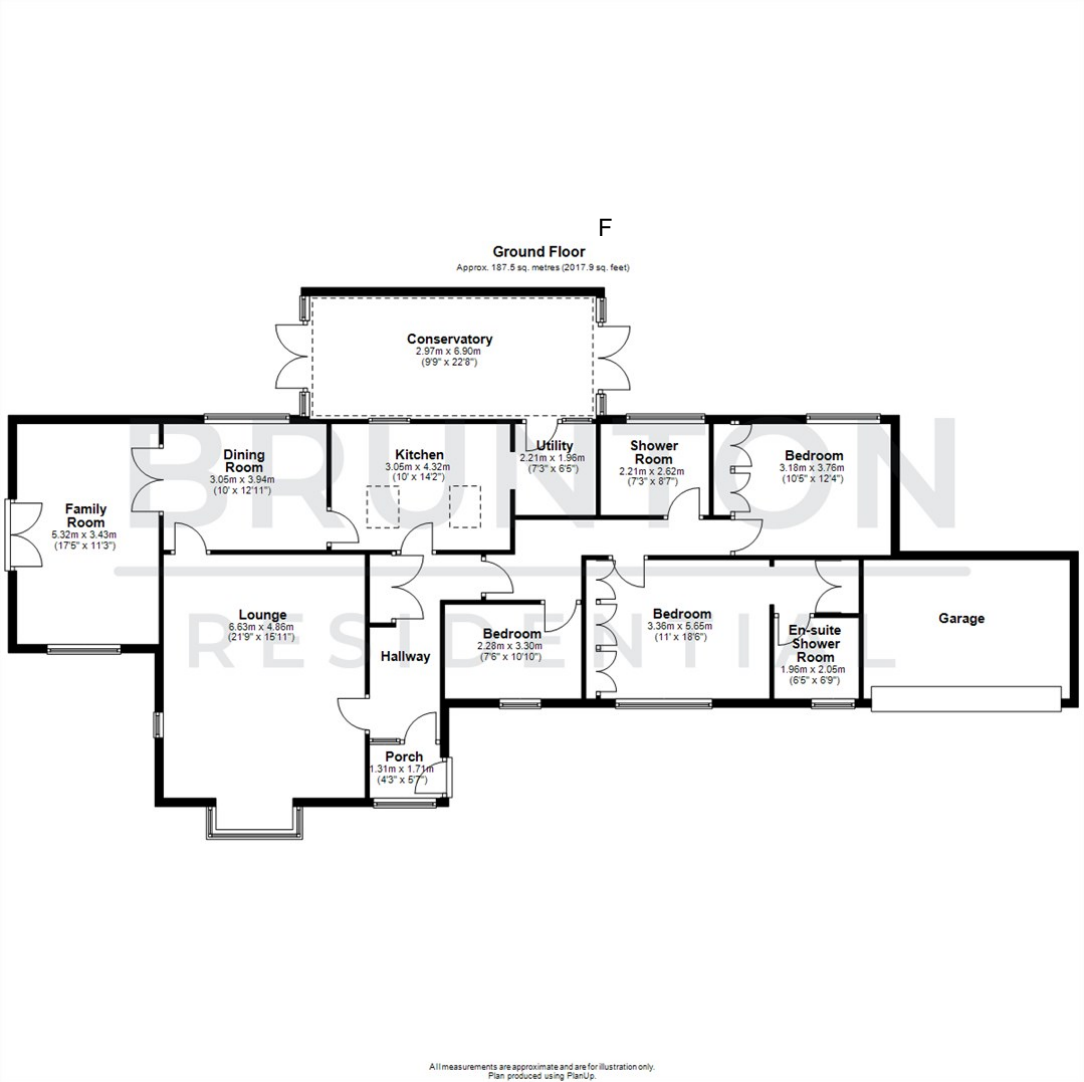 F
Ground Floor
Approx. 187.5 sq. metres (2017.9 sq. feet)
Conservatory
2.97m x 6.90m
(9'9" x 22'8")
Dining
Room
3.05m x 3.94m
(10' x 12'11")
Kitchen
3.05m x 4.32m
(10' x 14'2")
Utility
2.21m x 1.96m
(7'3" x 6'5")
Shower
Room
2.21m x 2.62m
(7'3" x 8'7")
Bedroom
3.18m x 3.76m
(10'5" x 12'4")
Family
Room
5.32m x 3.43m
(17'5" x 11'3")
BRUNTON
RESIDENTIAL
Lounge
6.63m x 4.86m
(21'9" x 15'11")
Hallway
Bedroom
2.28m x 3.30m
(7'6" x 10'10")
Bedroom
3.36m x 5.65m
(11' x 18'6")
En-suite
Shower
Room
1.96m x 2.05m
(6'5" x 6'9")
Garage
Porch
1.31m x 1.71m
(4'3" x 5'7")
All measurements are approximate and are for illustration only.
Plan produced using PlanUp.